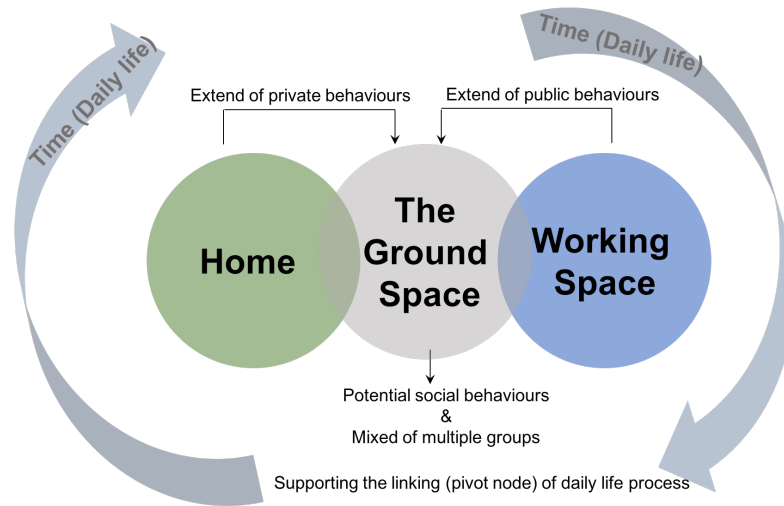 Time (Daily life)
Time (Daily life)
Extend of private behaviours
Extend of public behaviours
Home
The
Ground
Space
Working
Space
Potential social behaviours
&
Mixed of multiple groups
Supporting the linking (pivot node) of daily life process